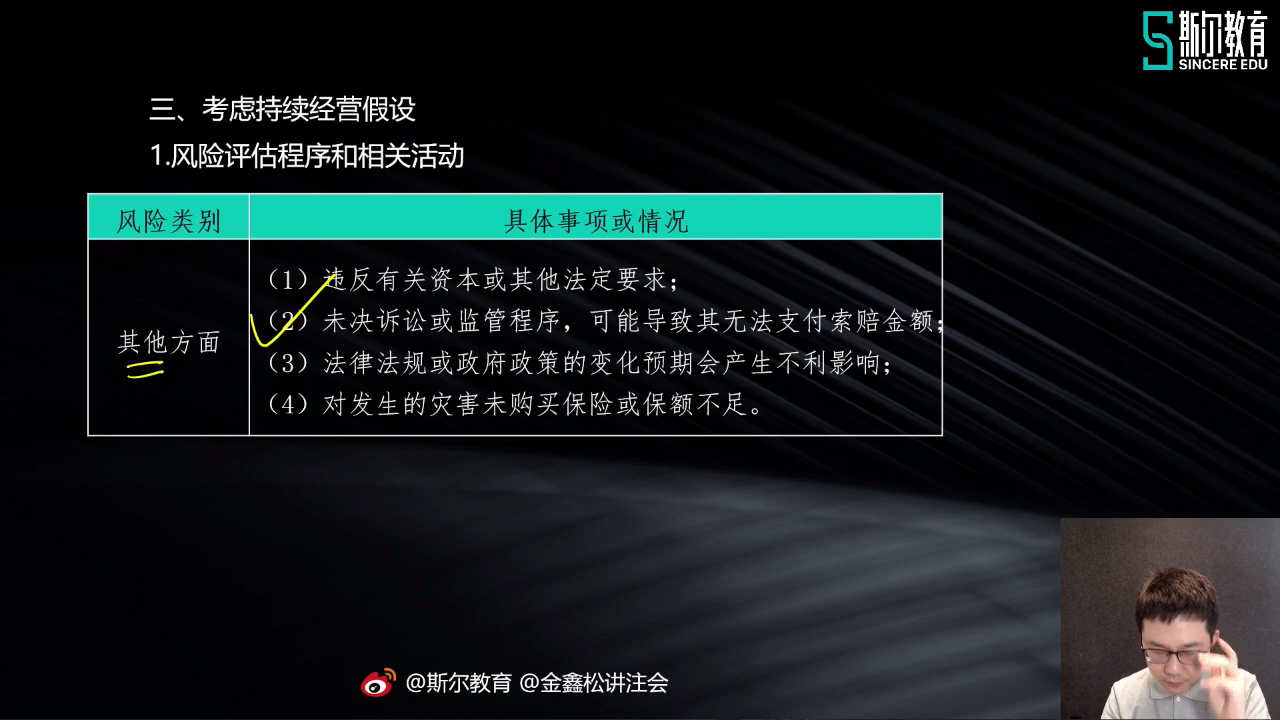 斯尔教育
SINCERE EDU
三、考虑持续经营假设
1.风险评估程序和相关活动
风险类别
具体事项或情况
其他方面
（1）违反有关资本或其他法定要求；
（2）未决诉讼或监管程序，可能导致其无法支付索赔金额；
（3）法律法规或政府政策的变化预期会产生不利影响；
（4）对发生的灾害未购买保险或保额不足。
@斯尔教育 @金鑫松讲注会